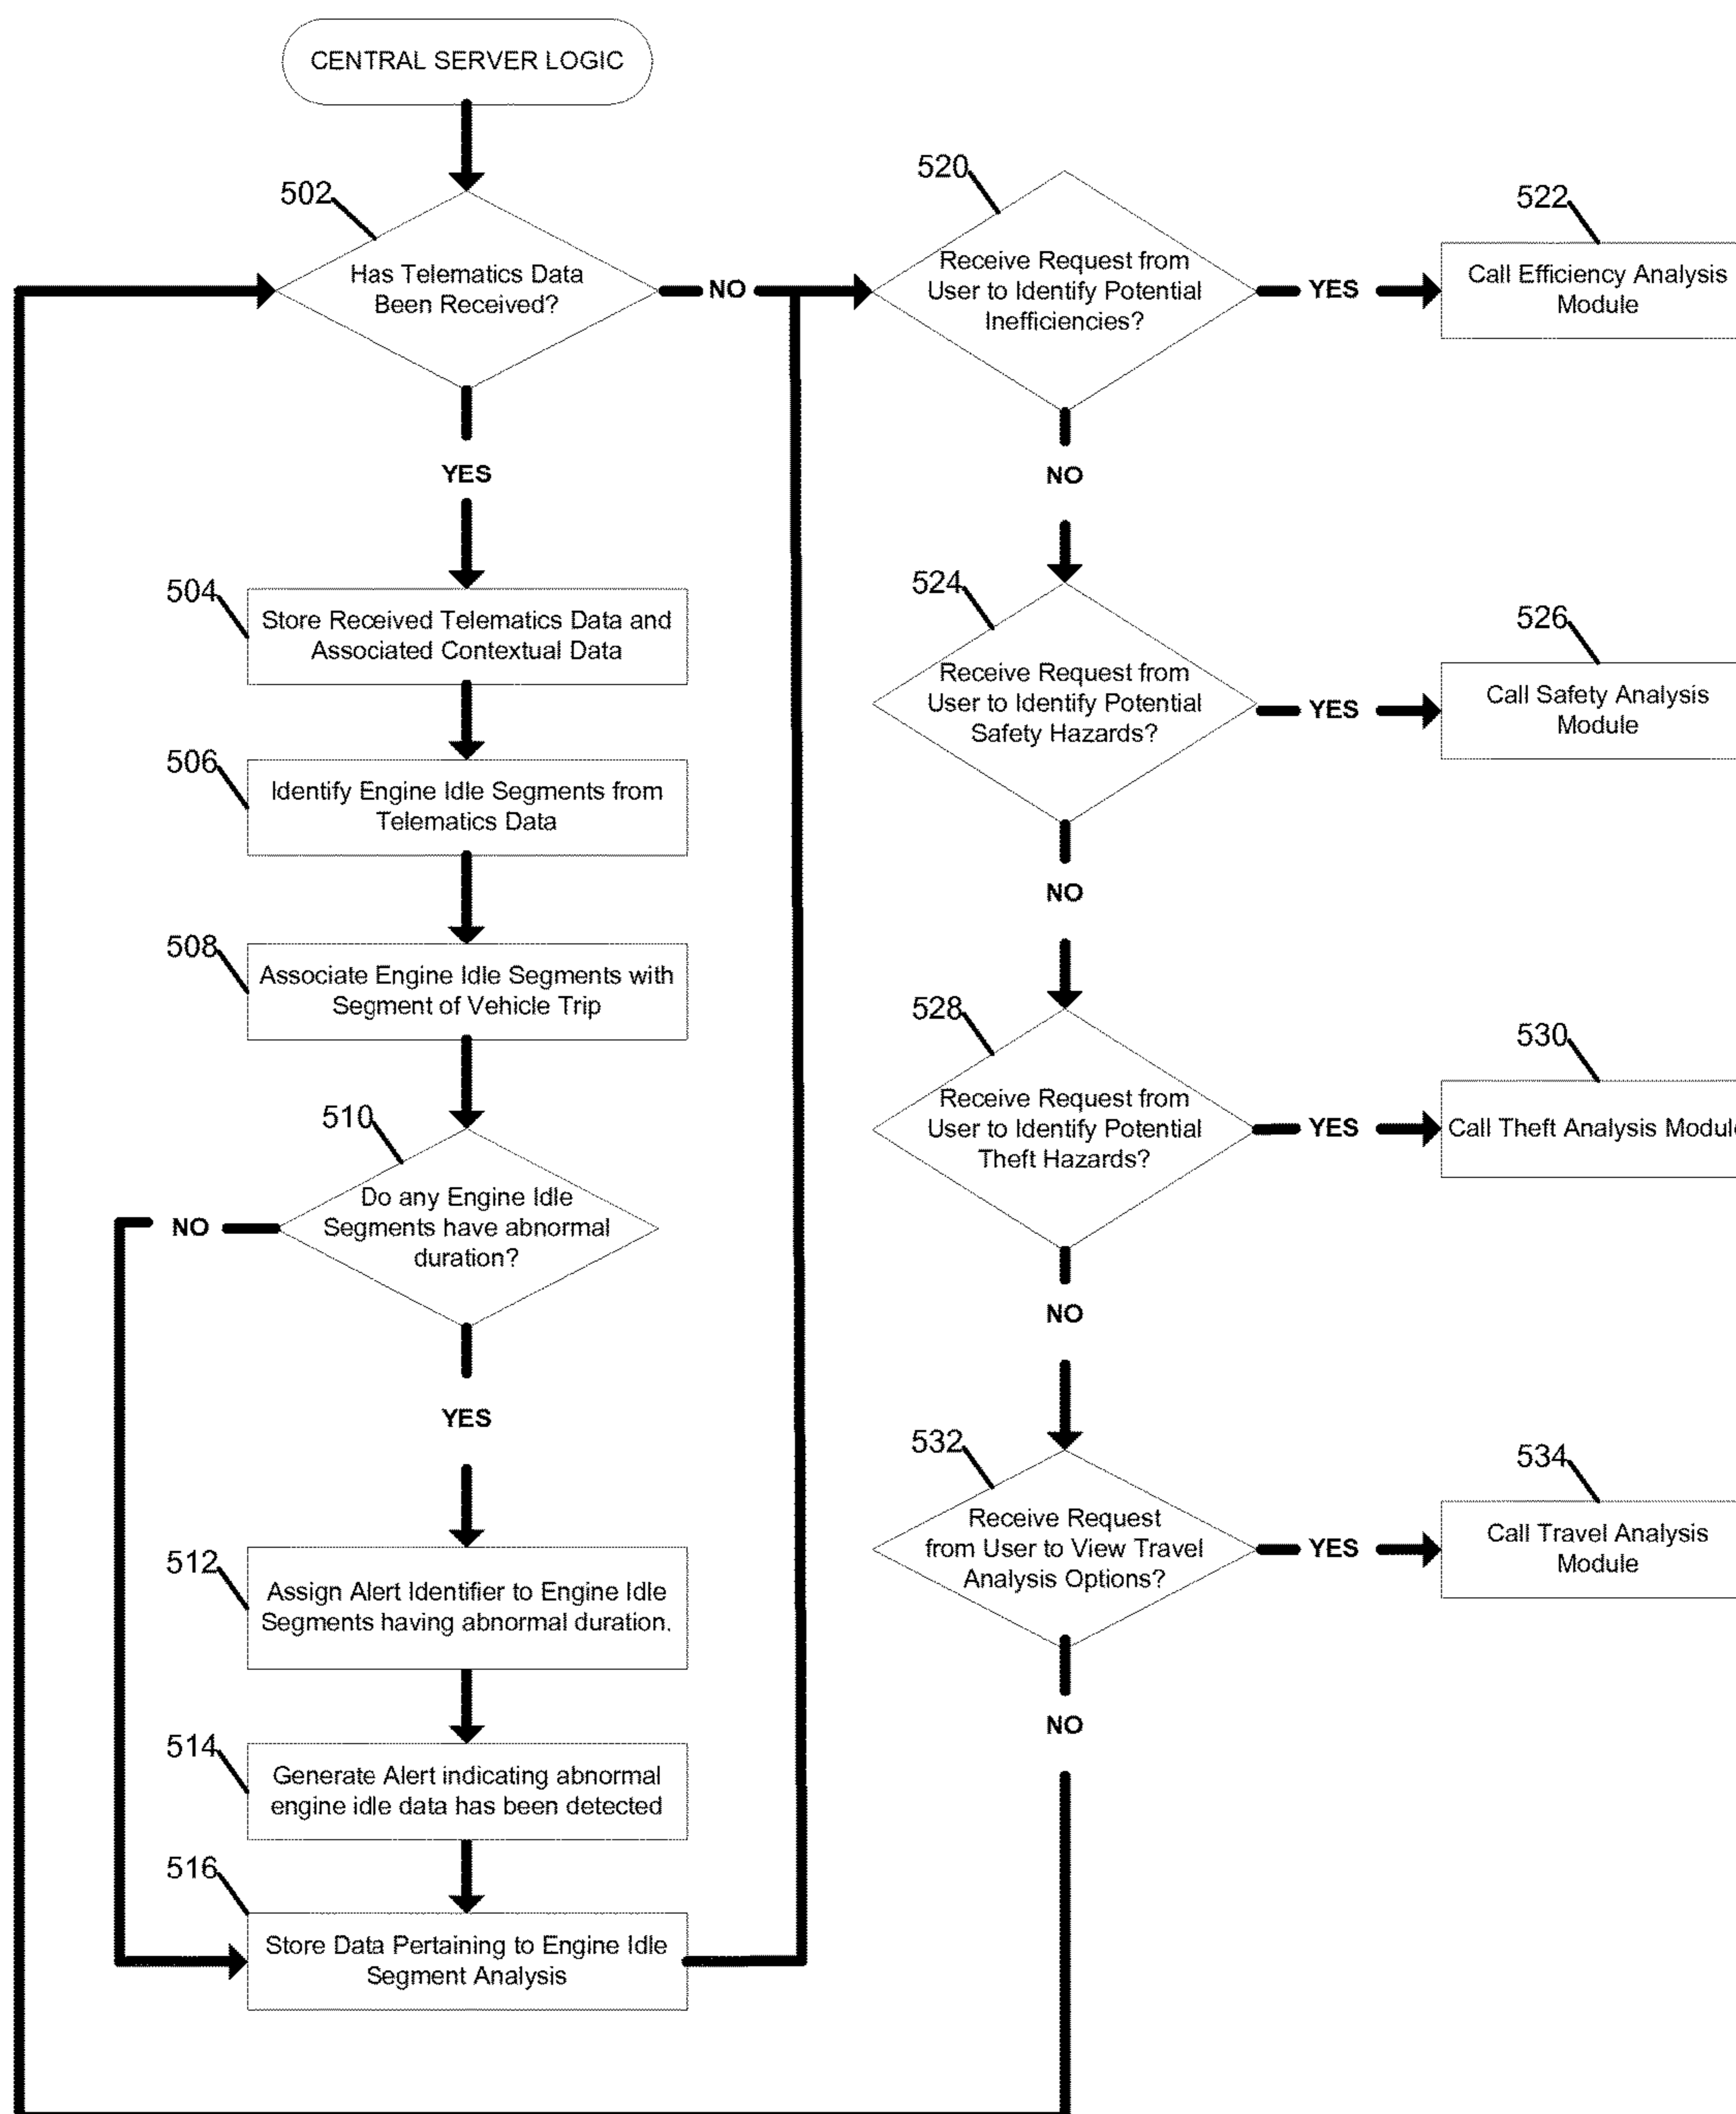 CENTRAL SERVER LOGIC
502
Has Telematics Data
Been Received?
NO
YES
504
Store Received Telematics Data and
Associated Contextual Data
506
Identify Engine Idle Segments from
Telematics Data
508
Associate Engine Idle Segments with
Segment of Vehicle Trip
510
Do any Engine Idle
Segments have abnormal
duration?
NO
YES
512
Assign Alert Identifier to Engine Idle
Segments having abnormal duration.
514
Generate Alert indicating abnormal
engine idle data has been detected
516
Store Data Pertaining to Engine Idle
Segment Analysis
520
Receive Request from
User to Identify Potential
Inefficiencies?
YES
522
Call Efficiency Analysis
Module
NO
524
Receive Request from
User to Identify Potential
Safety Hazards?
YES
526
Call Safety Analysis
Module
NO
528
Receive Request from
User to Identify Potential
Theft Hazards?
YES
530
Call Theft Analysis Module
NO
532
Receive Request
from User to View Travel
Analysis Options?
YES
534
Call Travel Analysis
Module
NO